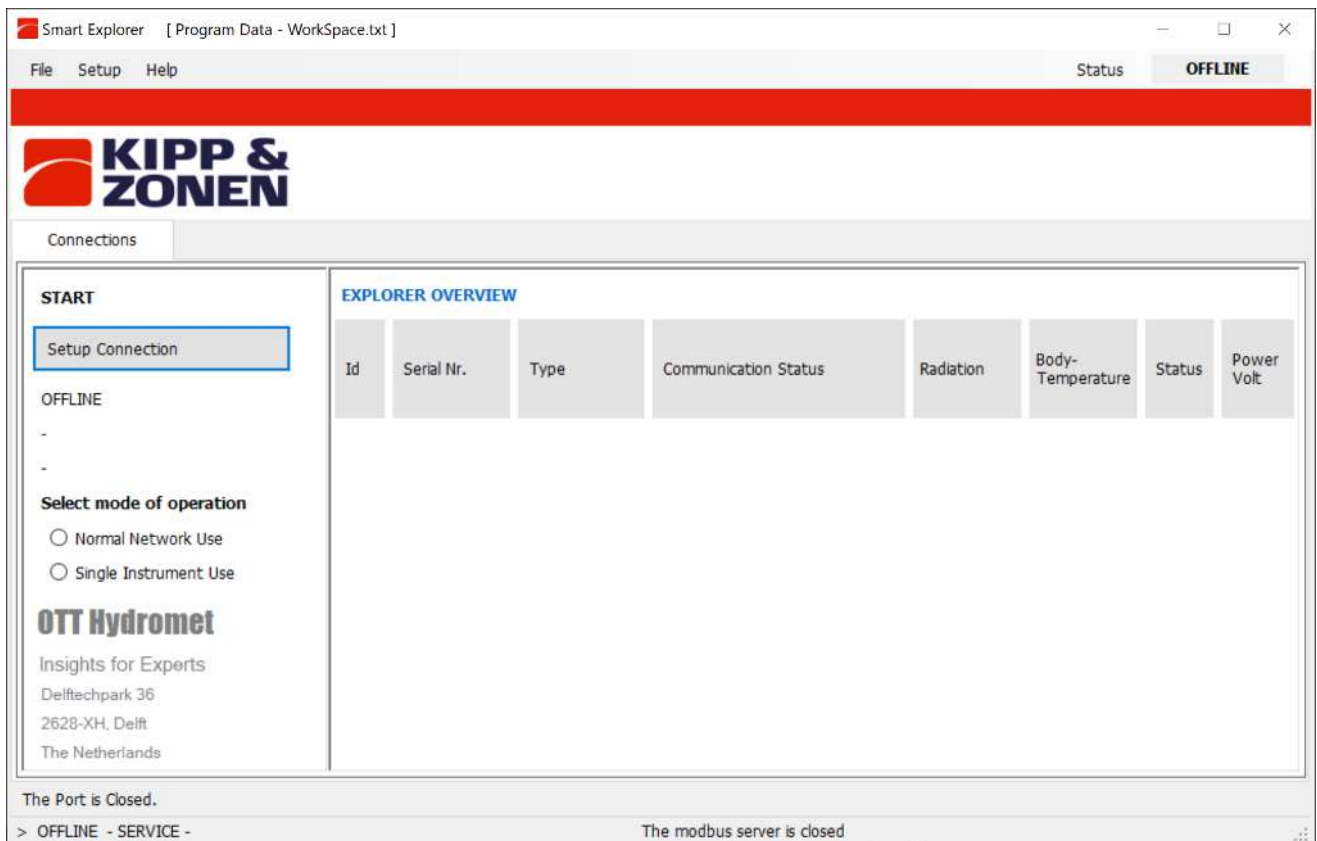 Smart Explorer [ Program Data - WorkSpace.txt ]
File Setup Help Status OFFLINE
KIPP &
ZONEN
Connections
START
Setup Connection
OFFLINE
-
-
Select mode of operation
Normal Network Use
Single Instrument Use
OTT Hydromet
Insights for Experts
Delftechpark 36
2628-XH, Delft
The Netherlands
EXPLORER OVERVIEW
Id Serial Nr. Type Communication Status Radiation Body-Temperature Status Power Volt
The Port is Closed.
> OFFLINE - SERVICE - The modbus server is closed